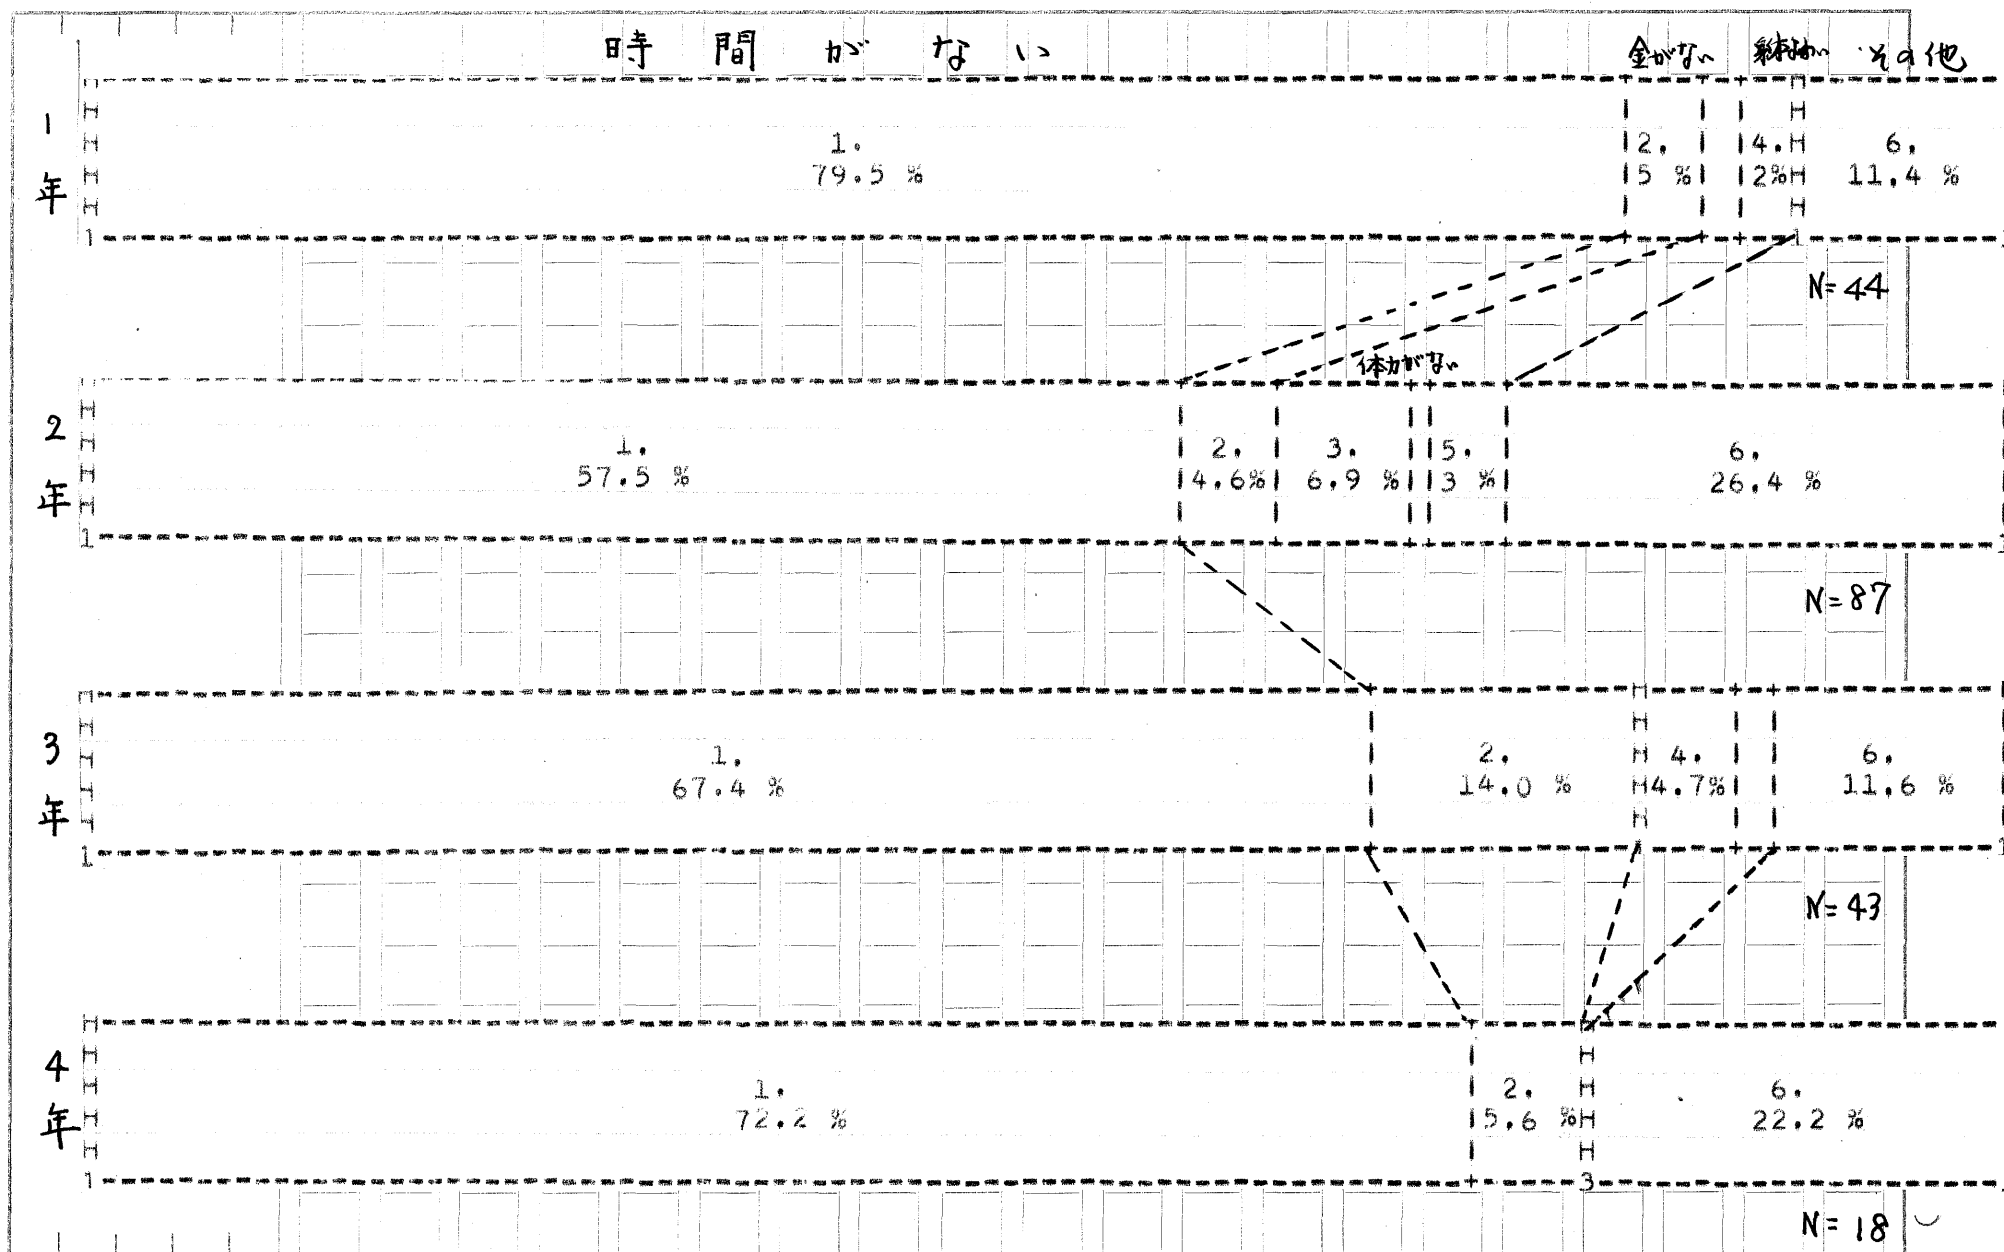 時間がない 金がない その他
1年
1. 2. 4. 6.
79.5 % 5 % 2% 11.4 %
N=44
体力がない
2年
1. 2. 3. 5. 6.
57.5 % 4.6% 6.9 % 3 % 26.4 %
N=87
3年
1. 2. 4. 6.
67.4 % 14.0 % 4.7% 11.6 %
N=43
4年
1. 2. 6.
72.2 % 5.6 % 22.2 %
3
N=18